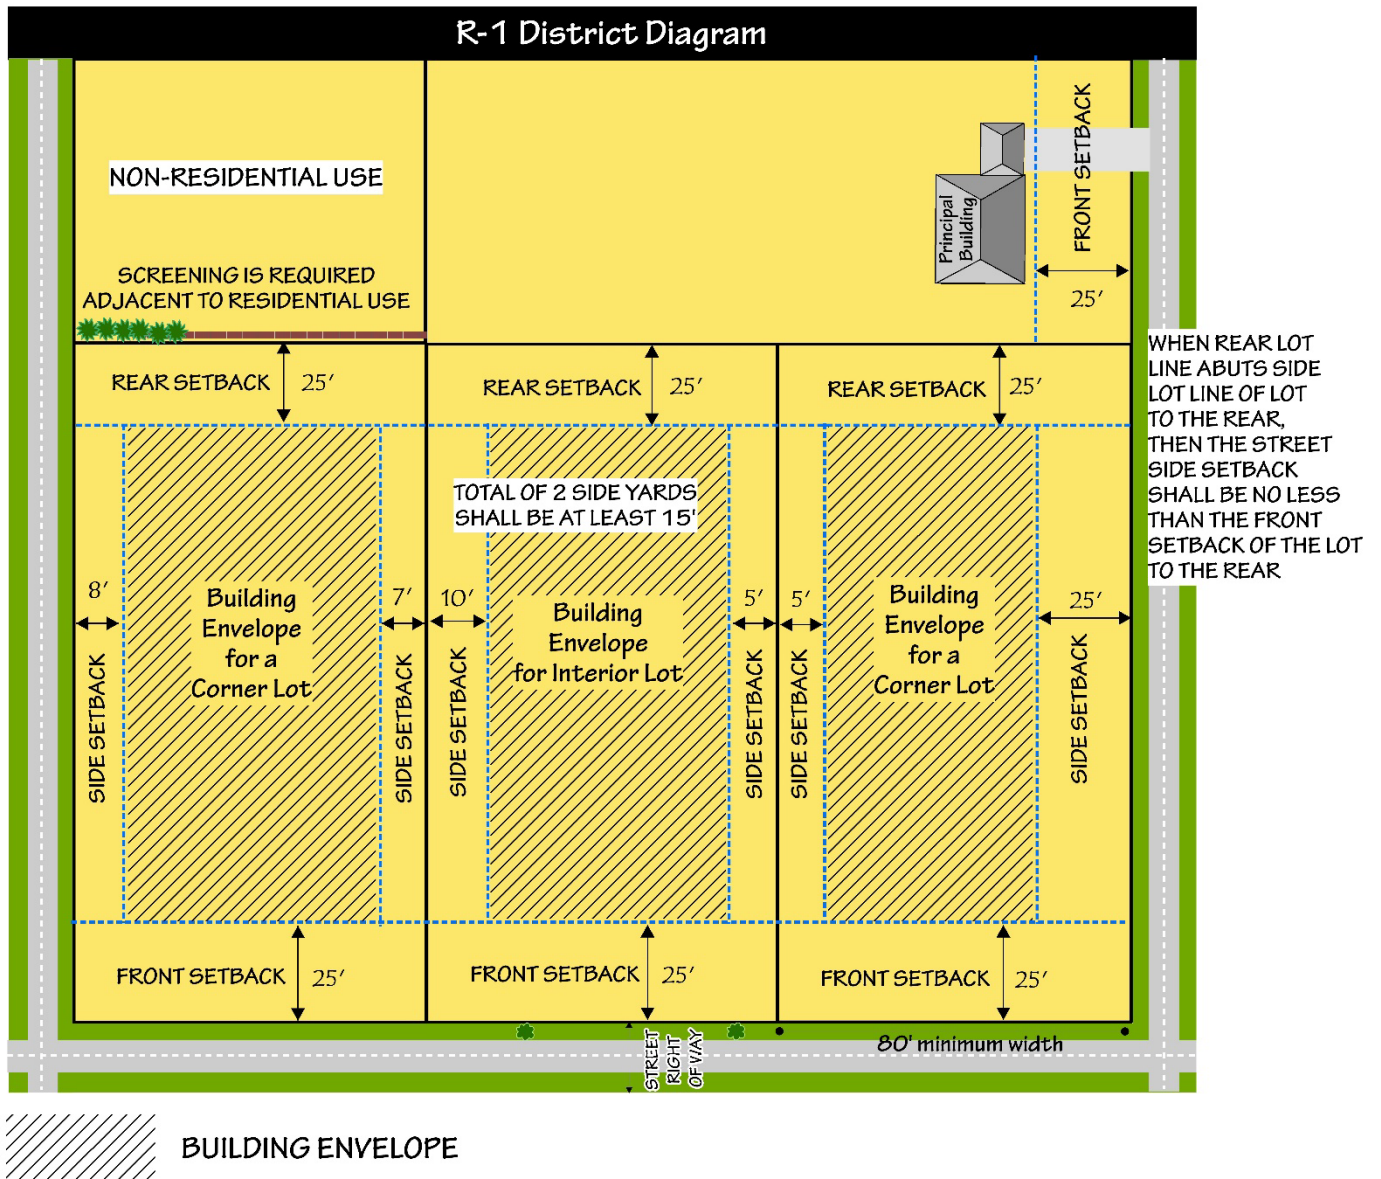 R-1 District Diagram
NON-RESIDENTIAL USE
SCREENING IS REQUIRED
ADJACENT TO RESIDENTIAL USE
Principal
Building
FRONT SETBACK
25'
WHEN REAR LOT
LINE ABUTS SIDE
LOT LINE OF LOT
TO THE REAR,
THEN THE STREET
SIDE SETBACK
SHALL BE NO LESS
THAN THE FRONT
SETBACK OF THE LOT
TO THE REAR
REAR SETBACK 25'
REAR SETBACK 25'
REAR SETBACK 25'
TOTAL OF 2 SIDE YARDS
SHALL BE AT LEAST 15'
8'
SIDE SETBACK
Building
Envelope
for a
Corner Lot
7'
SIDE SETBACK
10'
SIDE SETBACK
Building
Envelope
for Interior Lot
5'
SIDE SETBACK
5'
SIDE SETBACK
Building
Envelope
for a
Corner Lot
25'
SIDE SETBACK
FRONT SETBACK 25'
FRONT SETBACK 25'
FRONT SETBACK 25'
STREET
RIGHT
OF WAY
80' minimum width
BUILDING ENVELOPE